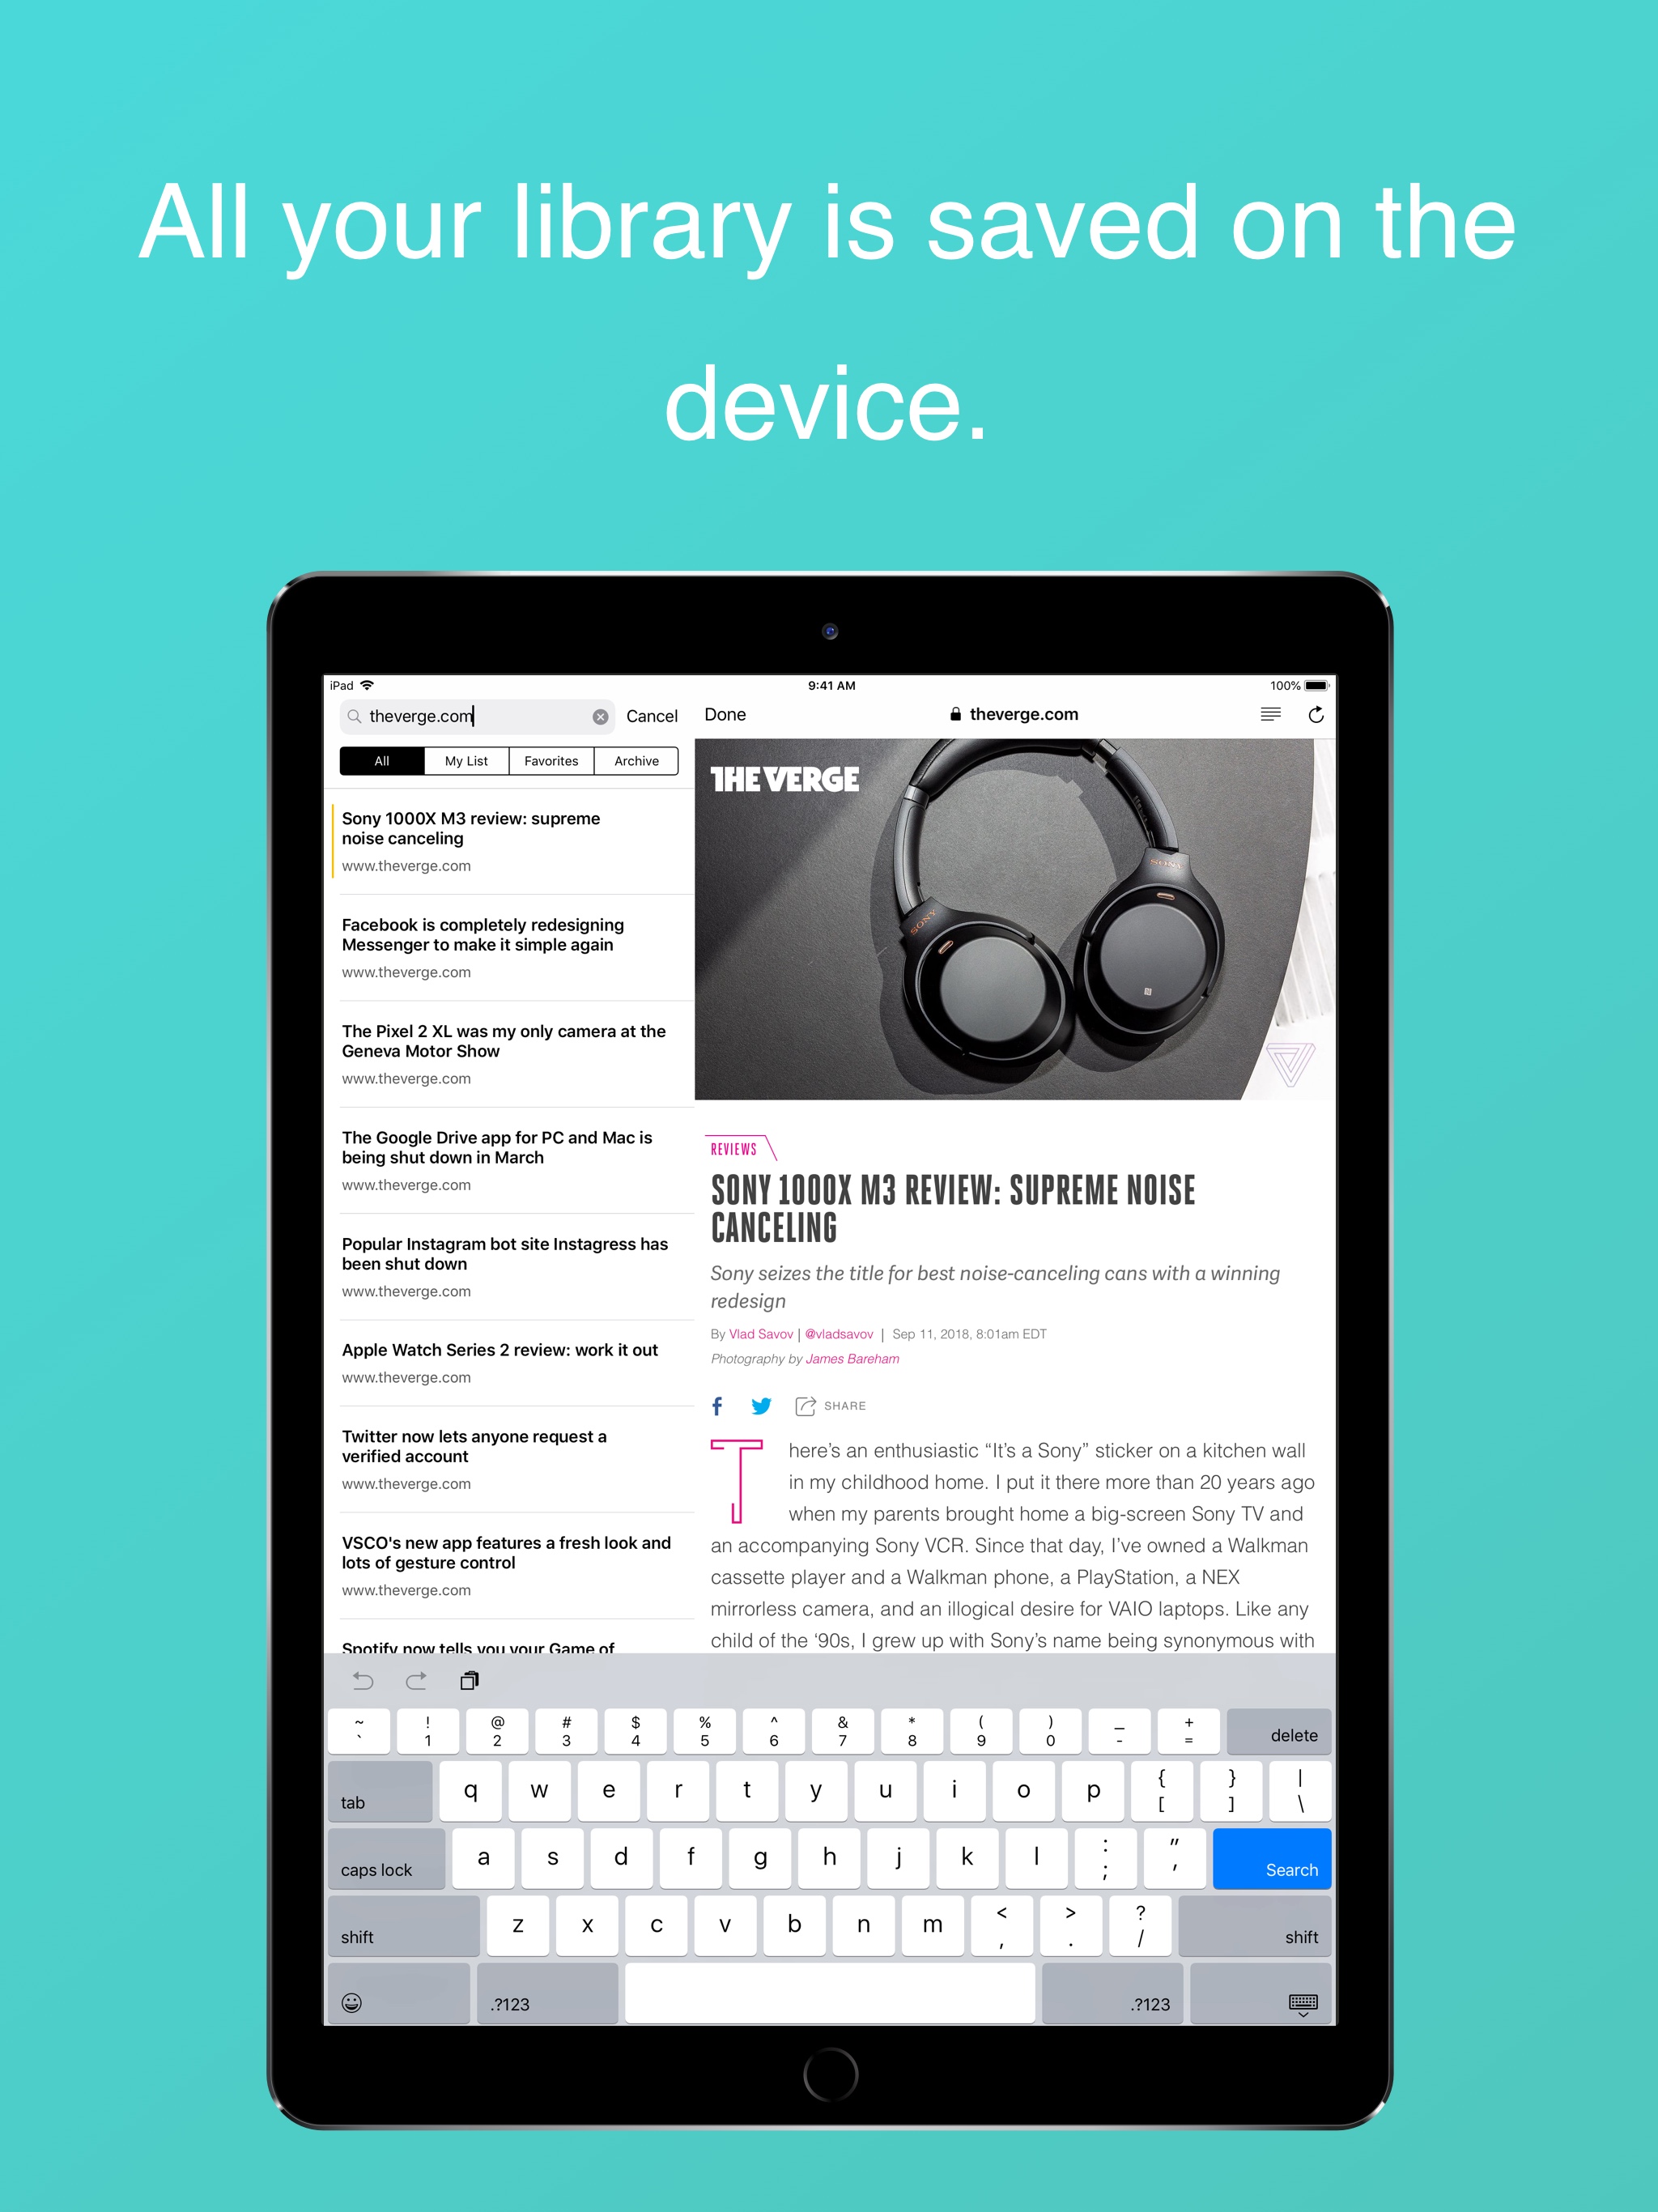 All your library is saved on the
device.
iPad
9:41 AM
100%
theverge.com
Cancel
Done
theverge.com
All
My List
Favorites
Archive
Sony 1000X M3 review: supreme
noise canceling
www.theverge.com
Facebook is completely redesigning
Messenger to make it simple again
www.theverge.com
The Pixel 2 XL was my only camera at the
Geneva Motor Show
www.theverge.com
The Google Drive app for PC and Mac is
being shut down in March
www.theverge.com
Popular Instagram bot site Instagress has
been shut down
www.theverge.com
Apple Watch Series 2 review: work it out
www.theverge.com
Twitter now lets anyone request a
verified account
www.theverge.com
VSCO's new app features a fresh look and
lots of gesture control
www.theverge.com
Spotify now tells you your Game of
THE VERGE
SONY
SONY
REVIEWS
SONY 1000X M3 REVIEW: SUPREME NOISE
CANCELING
Sony seizes the title for best noise-canceling cans with a winning
redesign
By Vlad Savov | @vladsavov | Sep 11, 2018, 8:01am EDT
Photography by James Bareham
SHARE
There’s an enthusiastic “It’s a Sony” sticker on a kitchen wall
in my childhood home. I put it there more than 20 years ago
when my parents brought home a big-screen Sony TV and
an accompanying Sony VCR. Since that day, I’ve owned a Walkman
cassette player and a Walkman phone, a PlayStation, a NEX
mirrorless camera, and an illogical desire for VAIO laptops. Like any
child of the ‘90s, I grew up with Sony’s name being synonymous with
~ ! @ # $ % ^ & * ( ) _ +
` 1 2 3 4 5 6 7 8 9 0 - = delete
tab q w e r t y u i o p { [ } ] | \
caps lock a s d f g h j k l : ; " ' Search
shift z x c v b n m < , > . ? / shift
.?123 .?123